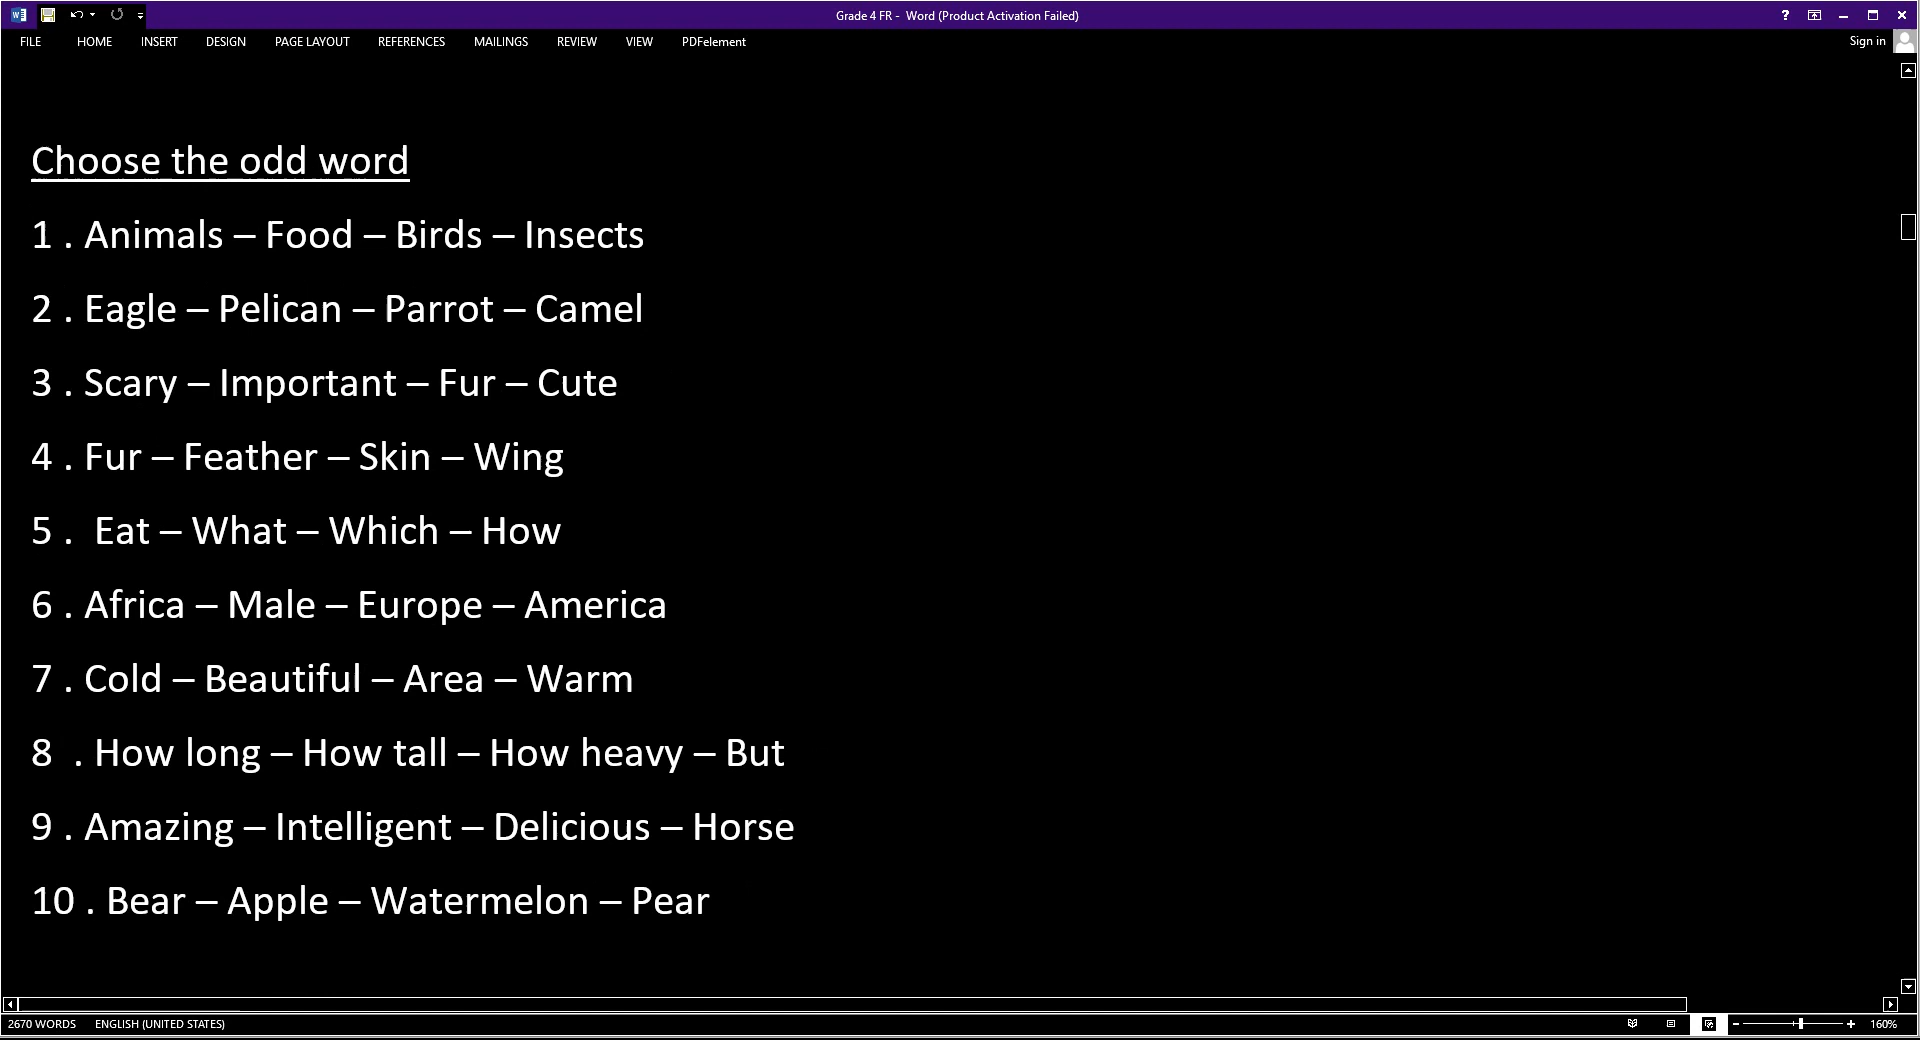 Grade 4 FR - Word (Product Activation Failed)
FILE HOME INSERT DESIGN PAGE LAYOUT REFERENCES MAILINGS REVIEW VIEW PDFelement Sign in
Choose the odd word
1 . Animals – Food – Birds – Insects
2 . Eagle – Pelican – Parrot – Camel
3 . Scary – Important – Fur – Cute
4 . Fur – Feather – Skin – Wing
5 .  Eat – What – Which – How
6 . Africa – Male – Europe – America
7 . Cold – Beautiful – Area – Warm
8  . How long – How tall – How heavy – But
9 . Amazing – Intelligent – Delicious – Horse
10 . Bear – Apple – Watermelon – Pear
2670 WORDS ENGLISH (UNITED STATES) 160%